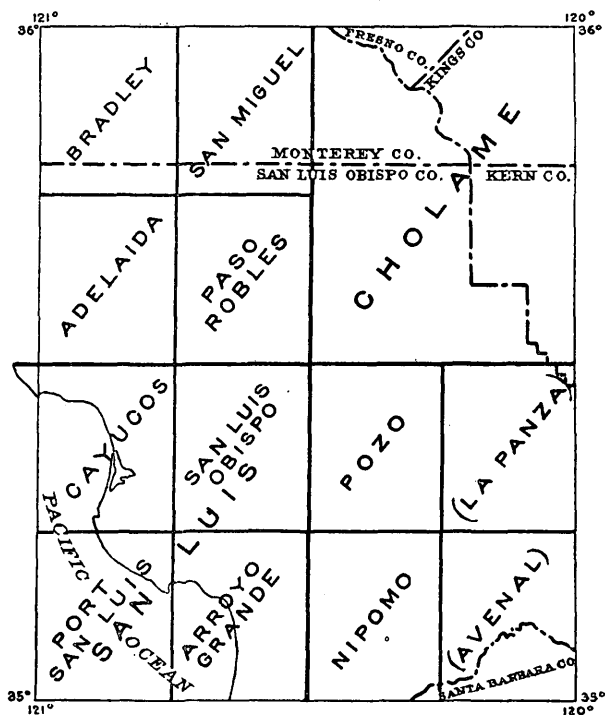 121°
120°
36°
36°
FRESNO CO.
KINGS CO
BRADLEY
SAN MIGUEL
MONTEREY CO.
SAN LUIS OBISPO CO.
KERN CO.
CHOLAME
ADELAIDA
PASO
ROBLES
CAYUCOS
SAN LUIS
OBISPO
POZO
(LA PANZA)
SAN LUIS
PACIFIC OCEAN
PORT
SAN LUIS
ARROYO
GRANDE
NIPOMO
(AVENAL)
SANTA BARBARA CO.
35°
35°
121°
120°